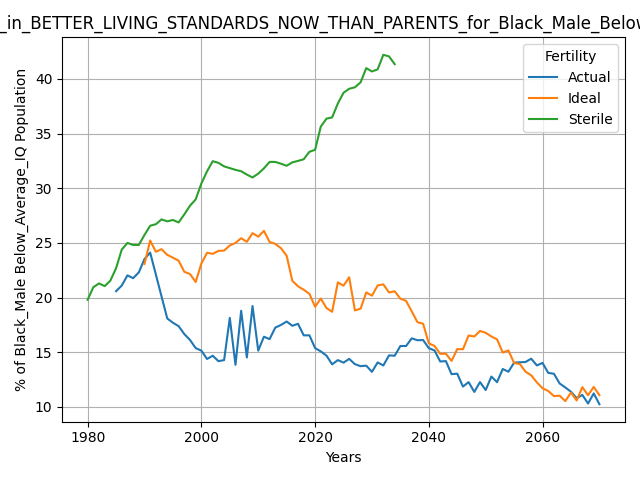 _in_BETTER_LIVING_STANDARDS_NOW_THAN_PARENTS_for_Black_Male_Below
Fertility
Actual
Ideal
Sterile
% of Black_Male Below_Average_IQ Population
40
35
30
25
20
15
10
1980
2000
2020
2040
2060
Years